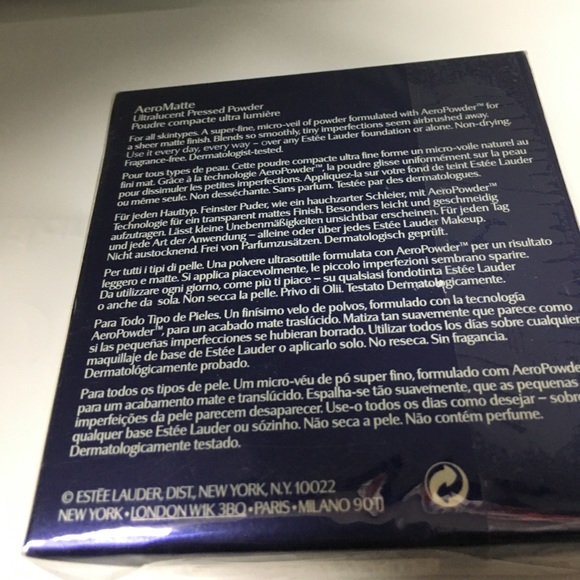 AeroMatte
Ultralucent Pressed Powder
Poudre compacte ultra lumière
For all skintypes. A super-fine, micro-veil of powder formulated with AeroPowder™ for
a sheer matte finish. Blends so smoothly, tiny imperfections seem airbrushed away.
Use it every day, every way – over any Estée Lauder foundation or alone. Non-drying.
Fragrance-free. Dermatologist-tested.
Pour tous types de peau. Cette poudre compacte ultra fine forme un micro-voile naturel au
fini mat. Grâce à la technologie AeroPowder™, la poudre glisse uniformément sur la peau
pour dissimuler les petites imperfections. Appliquez-la sur votre fond de teint Estée Lauder
ou même seule. Non desséchante. Sans parfum. Testée par des dermatologues.
Für jeden Hauttyp. Feinster Puder, wie ein hauchzarter Schleier, mit AeroPowder™
Technologie für ein transparent mattes Finish. Besonders leicht und geschmeidig
aufzutragen. Lässt kleine Unebenmäßigkeiten unsichtbar erscheinen. Für jeden Tag
und jede Art der Anwendung – alleine oder über jedes Estée Lauder Makeup.
Nicht austocknend. Frei von Parfumzusätzen. Dermatologisch geprüft.
Per tutti i tipi di pelle. Una polvere ultrasottile formulata con AeroPowder™ per un risultato
leggero e matte. Si applica piacevolmente, le piccolo imperfezioni sembrano sparire.
Da utilizzare ogni giorno, come più ti piace – su qualsiasi fondotinta Estée Lauder
o anche da sola. Non secca la pelle. Privo di Olii. Testato Dermatologicamente.
Para Todo Tipo de Pieles. Un finísimo velo de polvos, formulado con la tecnología
AeroPowder™, para un acabado mate traslúcido. Matiza tan suavemente que parece como
si las pequeñas imperfecciones se hubieran borrado. Utilizar todos los días sobre cualquier
maquillaje de base de Estée Lauder o aplicarlo solo. No reseca. Sin fragancia.
Dermatológicamente probado.
Para todos os tipos de pele. Um micro-véu de pó super fino, formulado com AeroPowde
para um acabamento mate e translúcido. Espalha-se tão suavemente, que as pequenas
imperfeições da pele parecem desaparecer. Use-o todos os dias como desejar – sobre
qualquer base Estée Lauder ou sózinho. Não seca a pele. Não contém perfume.
Dermatologicamente testado.
© ESTĒE LAUDER, DIST., NEW YORK, N.Y. 10022
NEW YORK • LONDON W1K 3BQ • PARIS • MILANO 90TJ